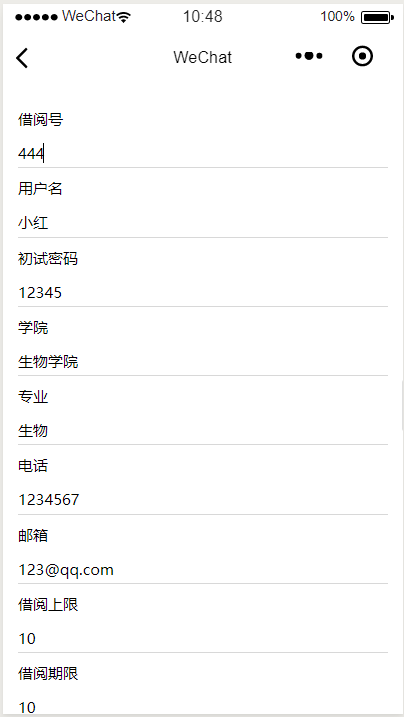 WeChat 10:48 100%
WeChat
借阅号
444
用户名
小红
初试密码
12345
学院
生物学院
专业
生物
电话
1234567
邮箱
123@qq.com
借阅上限
10
借阅期限
10